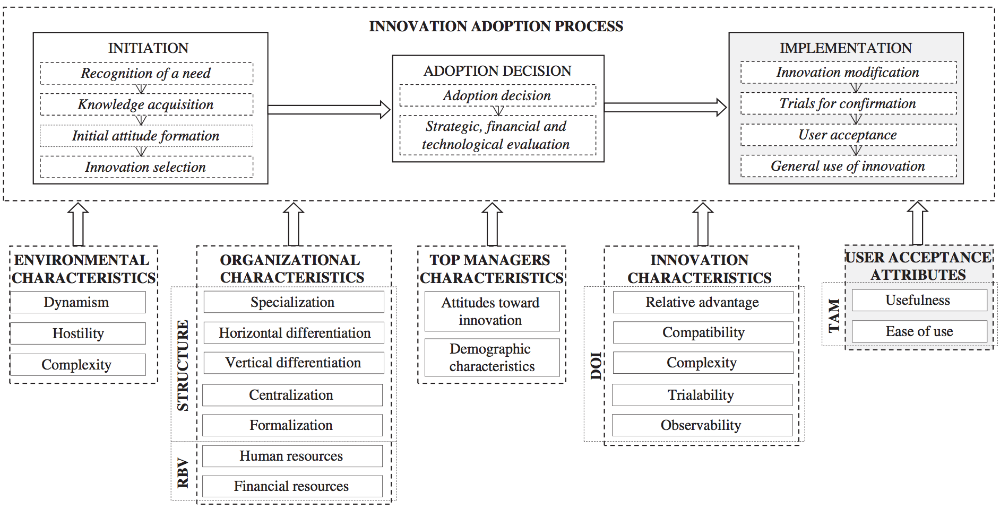 INNOVATION ADOPTION PROCESS
INITIATION
Recognition of a need
Knowledge acquisition
Initial attitude formation
Innovation selection
ADOPTION DECISION
Adoption decision
Strategic, financial and
technological evaluation
IMPLEMENTATION
Innovation modification
Trials for confirmation
User acceptance
General use of innovation
ENVIRONMENTAL
CHARACTERISTICS
Dynamism
Hostility
Complexity
ORGANIZATIONAL
CHARACTERISTICS
STRUCTURE
Specialization
Horizontal differentiation
Vertical differentiation
Centralization
Formalization
RBV
Human resources
Financial resources
TOP MANAGERS
CHARACTERISTICS
Attitudes toward
innovation
Demographic
characteristics
INNOVATION
CHARACTERISTICS
DOI
Relative advantage
Compatibility
Complexity
Trialability
Observability
USER ACCEPTANCE
ATTRIBUTES
TAM
Usefulness
Ease of use